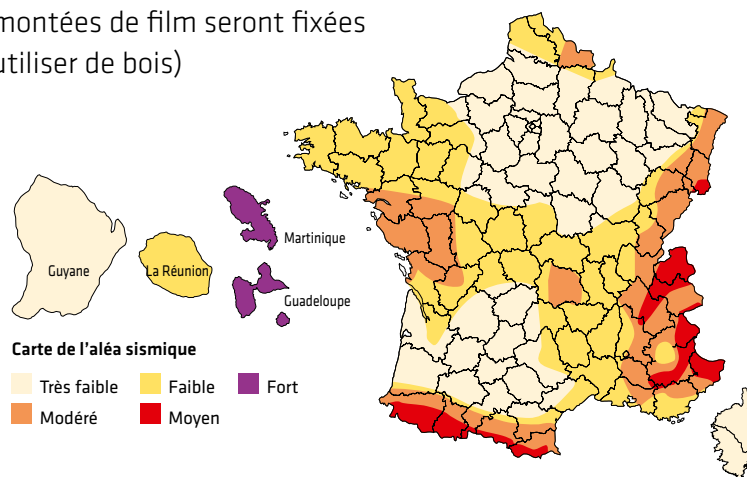 montées de film seront fixées
utiliser de bois)
Martinique
Guyane
La Réunion
Guadeloupe
Carte de l'aléa sismique
Très faible
Faible
Fort
Modéré
Moyen